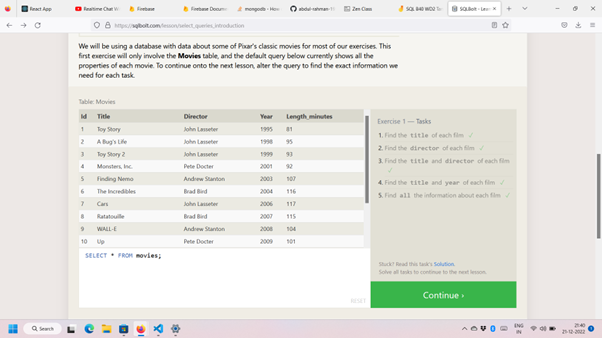 React App
Realtime Chat W
Firebase
Firebase Docume
mongodb - Howev
abdul-rahman: Fi
Zen Class
SQL B40 WD2 Ta
SQLBolt - Les
https://sqlbolt.com/lesson/select_queries_introduction
We will be using a database with data about some of Pixar's classic movies for most of our exercises. This
first exercise will only involve the Movies table, and the default query below currently shows all the
properties of each movie. To continue onto the next lesson, alter the query to find the exact information we
need for each task.
Table: Movies
Id Title Director Year Length_minutes
1 Toy Story John Lasseter 1995 81
2 A Bug's Life John Lasseter 1998 95
3 Toy Story 2 John Lasseter 1999 93
4 Monsters, Inc. Pete Docter 2001 92
5 Finding Nemo Andrew Stanton 2003 107
6 The Incredibles Brad Bird 2004 116
7 Cars John Lasseter 2006 117
8 Ratatouille Brad Bird 2007 115
9 WALL-E Andrew Stanton 2008 104
10 Up Pete Docter 2009 101
SELECT * FROM movies;
RESET
Exercise 1 — Tasks
1. Find the title of each film ✓
2. Find the director of each film ✓
3. Find the title and director of each film
✓
4. Find the title and year of each film ✓
5. Find all the information about each film ✓
Stuck? Read this task's Solution.
Solve all tasks to continue to the next lesson.
Continue ›
Search
ENG
IN
21:40
21-12-2022